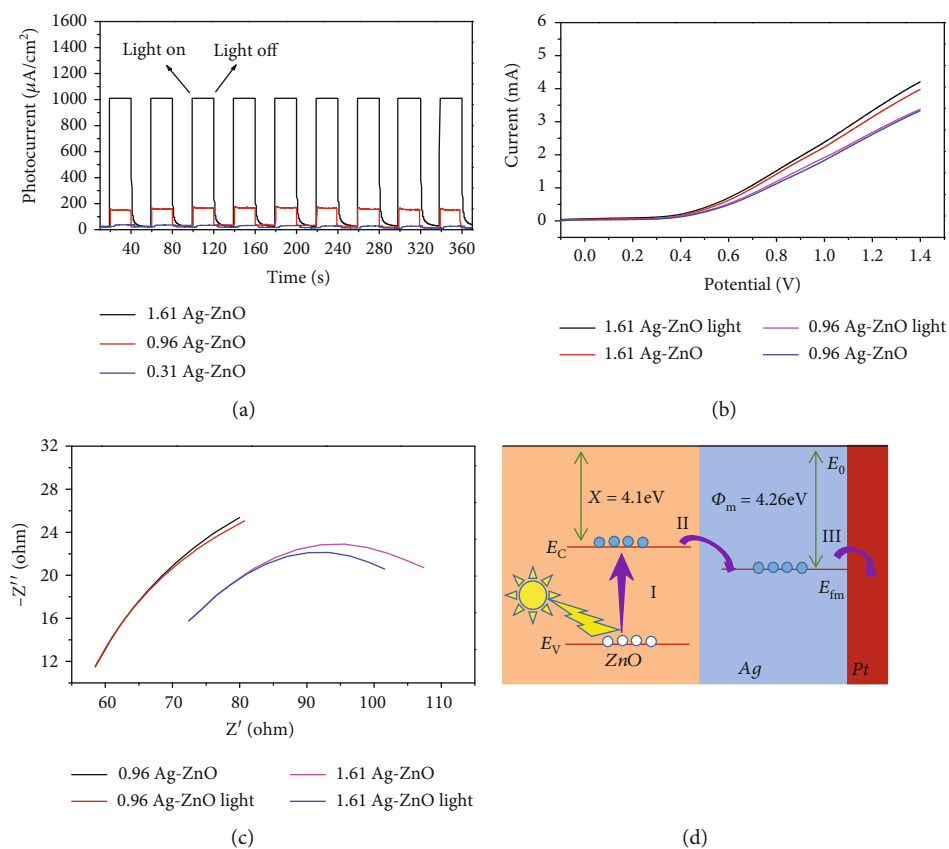 1600
1400
1200
1000
800
600
400
200
0
Photocurrent (μA/cm²)
Light on
Light off
40 80 120 160 200 240 280 320 360
Time (s)
1.61 Ag-ZnO
0.96 Ag-ZnO
0.31 Ag-ZnO
(a)
6
5
4
3
2
1
0
Current (mA)
0.0 0.2 0.4 0.6 0.8 1.0 1.2 1.4
Potential (V)
1.61 Ag-ZnO light
0.96 Ag-ZnO light
1.61 Ag-ZnO
0.96 Ag-ZnO
(b)
32
28
24
20
16
12
−Z′′ (ohm)
60 70 80 90 100 110
Z′ (ohm)
0.96 Ag-ZnO
1.61 Ag-ZnO
0.96 Ag-ZnO light
1.61 Ag-ZnO light
(c)
E₀
X = 4.1eV
Φm = 4.26eV
II
III
EC
Efm
I
EV
ZnO
Ag
Pt
(d)